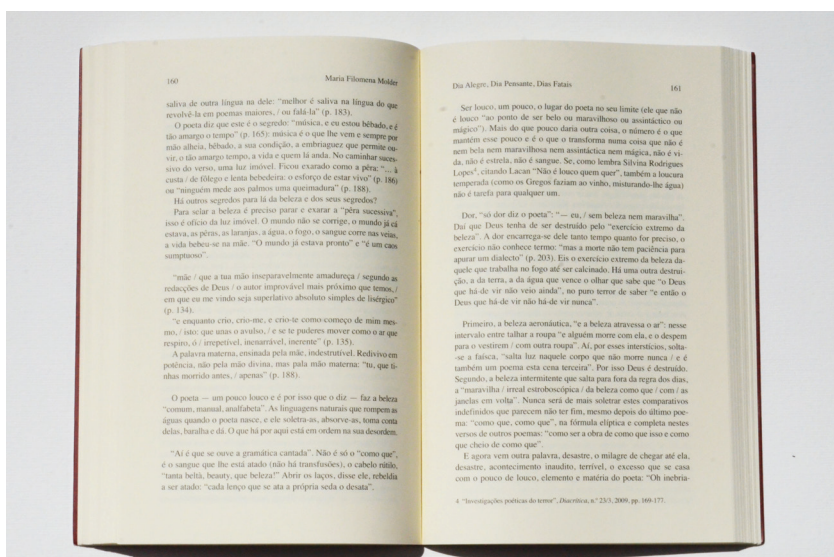 160
Maria Filomena Molder
saliva de outra língua na dele: “melhor é saliva na língua do que
revolvê-la em poemas maiores, / ou falá-la” (p. 183).
O poeta diz que este é o segredo: “música, e eu estou bêbado, e é
tão amargo o tempo” (p. 165): música é o que lhe vem e sempre por
mão alheia, bêbado, a sua condição, a embriaguez que permite ou-
vir, o tão amargo tempo, a vida e quem lá anda. No caminhar suces-
sivo do verso, uma luz imóvel. Ficou exarado como a pêra: “... à
custa / de fôlego e lenta bebedeira: o esforço de estar vivo” (p. 186)
ou “ninguém mede aos palmos uma queimadura” (p. 188).
Há outros segredos para lá da beleza e dos seus segredos?
Para selar a beleza é preciso parar e exarar a “pêra sucessiva”,
isso é ofício da luz imóvel. O mundo não se corrige, o mundo já cá
estava, as pêras, as laranjas, a água, o fogo, o sangue corre nas veias,
a vida bebeu-se na mãe. “O mundo já estava pronto” e “é um caos
sumptuoso”.
“mãe / que a tua mão inseparavelmente amadureça / segundo as
redacções de Deus / o autor improvável mais próximo que temos, /
em que eu me vindo seja superlativo absoluto simples de lisérgico”
(p. 134).
“e enquanto crio, crio-me, e crio-te como começo de mim mes-
mo, / isto: que unas o avulso, / e se te puderes mover como o ar que
respiro, ó / irrepetível, inenarrável, inerente” (p. 135).
A palavra materna, ensinada pela mãe, indestrutível. Redivivo em
potência, não pela mão divina, mas pala mão materna: “tu, que ti-
nhas morrido antes, / apenas” (p. 188).
O poeta — um pouco louco e é por isso que o diz — faz a beleza
“comum, manual, analfabeta”. As linguagens naturais que rompem as
águas quando o poeta nasce, e ele soletra-as, absorve-as, toma conta
delas, baralha e dá. O que há por aqui está em ordem na sua desordem.
“Aí é que se ouve a gramática cantada”. Não é só o “como que”,
é o sangue que lhe está atado (não há transfusões), o cabelo rútilo,
“tanta beltà, beauty, que beleza!” Abrir os laços, disse ele, rebeldia
a ser atado: “cada lenço que se ata a própria seda o desata”.
Dia Alegre, Dia Pensante, Dias Fatais
161
Ser louco, um pouco, o lugar do poeta no seu limite (ele que não
é louco “ao ponto de ser belo ou maravilhoso ou assintáctico ou
mágico”). Mais do que pouco daria outra coisa, o número é o que
mantém esse pouco e é o que o transforma numa coisa que não é
nem bela nem maravilhosa nem assintáctica nem mágica, não é vi-
da, não é estrela, não é sangue. Se, como lembra Silvina Rodrigues
Lopes⁴, citando Lacan “Não é louco quem quer”, também a loucura
temperada (como os Gregos faziam ao vinho, misturando-lhe água)
não é tarefa para qualquer um.
Dor, “só dor diz o poeta”: “— eu, / sem beleza nem maravilha”.
Daí que Deus tenha de ser destruído pelo “exercício extremo da
beleza”. A dor encarrega-se dele tanto tempo quanto for preciso, o
exercício não conhece termo: “mas a morte não tem paciência para
apurar um dialecto” (p. 203). Eis o exercício extremo da beleza da-
quele que trabalha no fogo até ser calcinado. Há uma outra destrui-
ção, a da terra, a da água que vence o olhar que sabe que “o Deus
que há-de vir não veio ainda”, no puro terror de saber “e então o
Deus que há-de vir não há-de vir nunca”.
Primeiro, a beleza aeronáutica, “e a beleza atravessa o ar”: nesse
intervalo entre talhar a roupa “e alguém morre com ela, e o despem
para o vestirem / com outra roupa”. Aí, por esses interstícios, solta-
-se a faísca, “salta luz naquele corpo que não morre nunca / e é
também um poema esta cena terceira”. Por isso Deus é destruído.
Segundo, a beleza intermitente que salta para fora da regra dos dias,
a “maravilha / irreal estroboscópica / da beleza como que / com / as
janelas em volta”. Nunca será de mais soletrar estes comparativos
indefinidos que parecem não ter fim, mesmo depois do último poe-
ma: “como que, como que”, na fórmula elíptica e completa nestes
versos de outros poemas: “como ser a obra de como que isso e como
que cheio de como que”.
E agora vem outra palavra, desastre, o milagre de chegar até ela,
desastre, acontecimento inaudito, terrível, o excesso que se casa
com o pouco de louco, elemento e matéria do poeta: “Oh inebria-
4 “Investigações poéticas do terror”, Diacrítica, n.º 23/3, 2009, pp. 169-177.